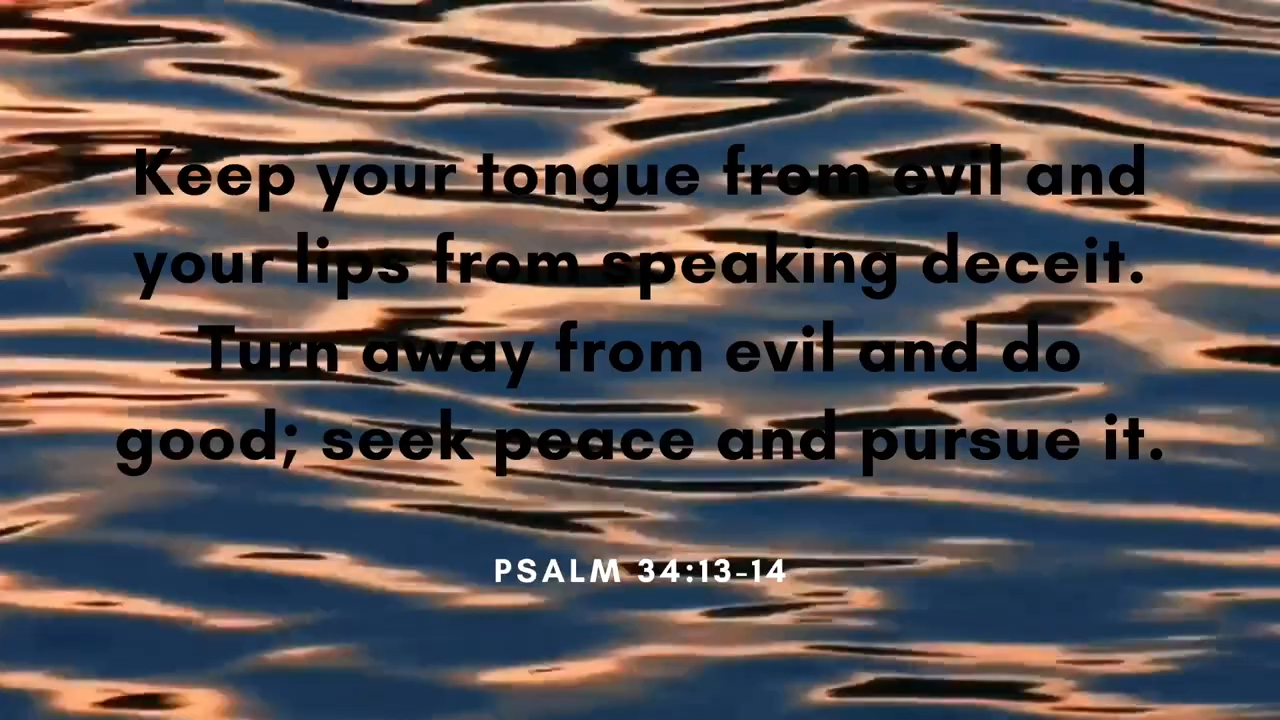 Keep your tongue from evil and
your lips from speaking deceit.
Turn away from evil and do
good; seek peace and pursue it.
PSALM 34:13-14